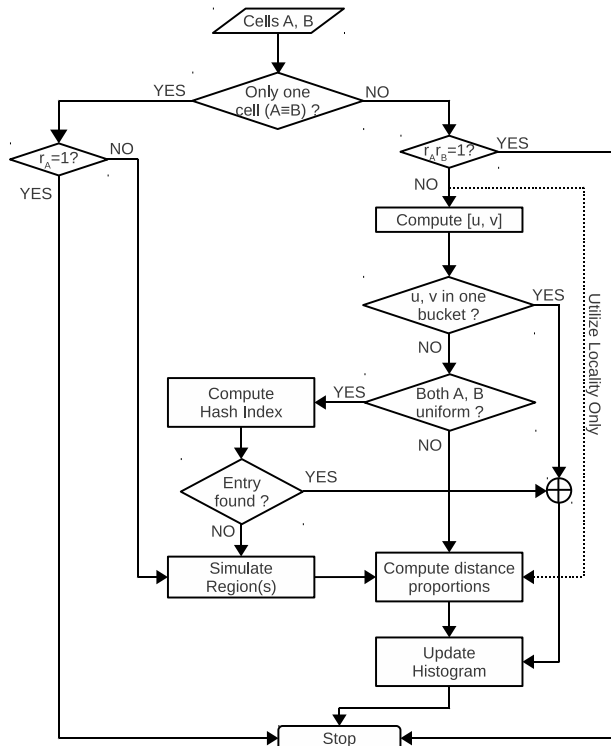 Cells A, B
YES
Only one
cell (A≡B) ?
NO
r_A=1?
NO
YES
r_A r_B=1?
YES
NO
Compute [u, v]
u, v in one
bucket ?
YES
NO
Utilize Locality Only
Compute
Hash Index
YES
Both A, B
uniform ?
NO
Entry
found ?
YES
NO
Simulate
Region(s)
Compute distance
proportions
Update
Histogram
Stop